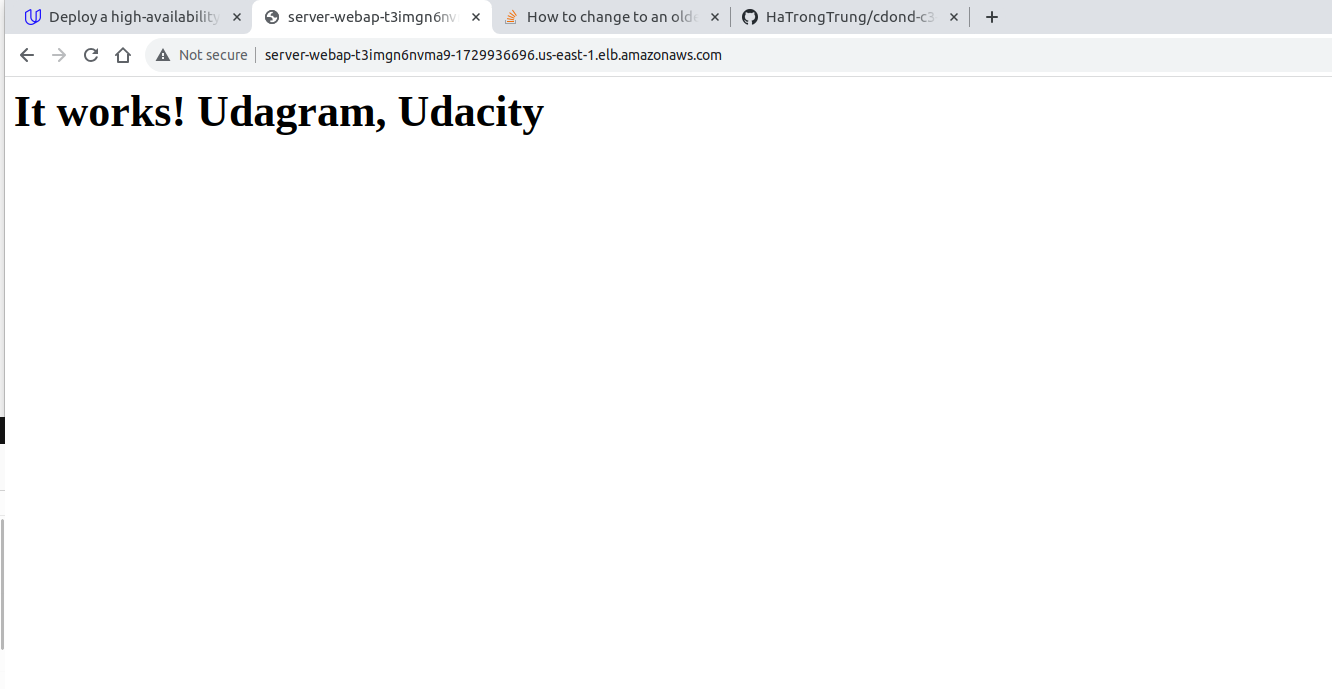 Deploy a high-availability
server-webap-t3imgn6nv
How to change to an olde
HaTrongTrung/cdond-c3
Not secure
server-webap-t3imgn6nvma9-1729936696.us-east-1.elb.amazonaws.com
It works! Udagram, Udacity